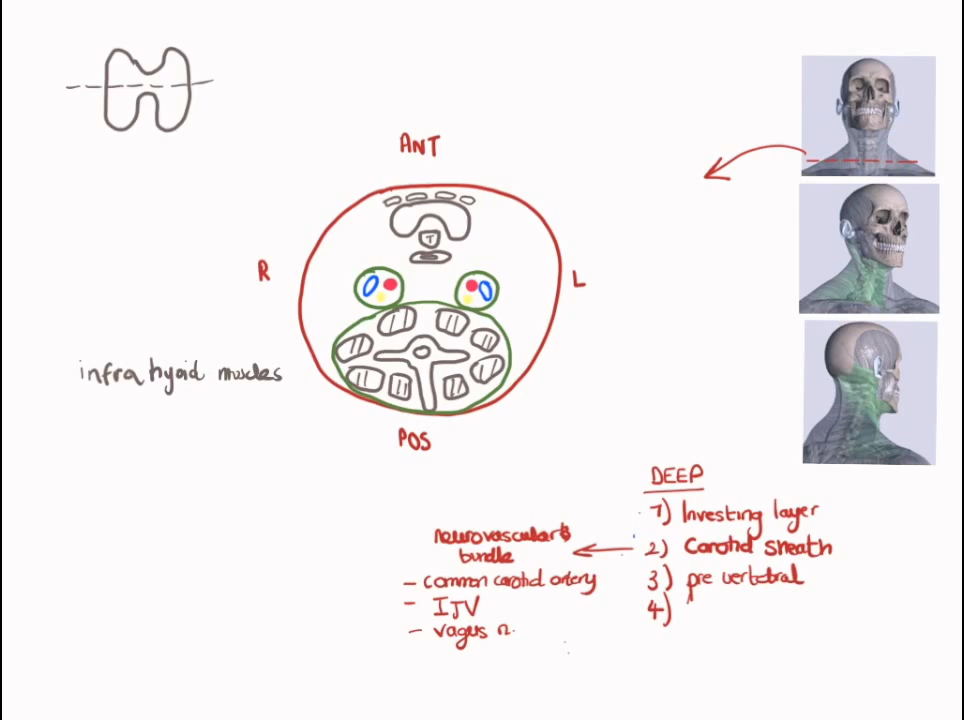 ANT
T
R
L
infra hyoid muscles
POS
DEEP
1) Investing layer
neurovascular
bundle
2) Carotid sheath
- common carotid artery
3) pre vertebral
- IJV
4)
- vagus n.